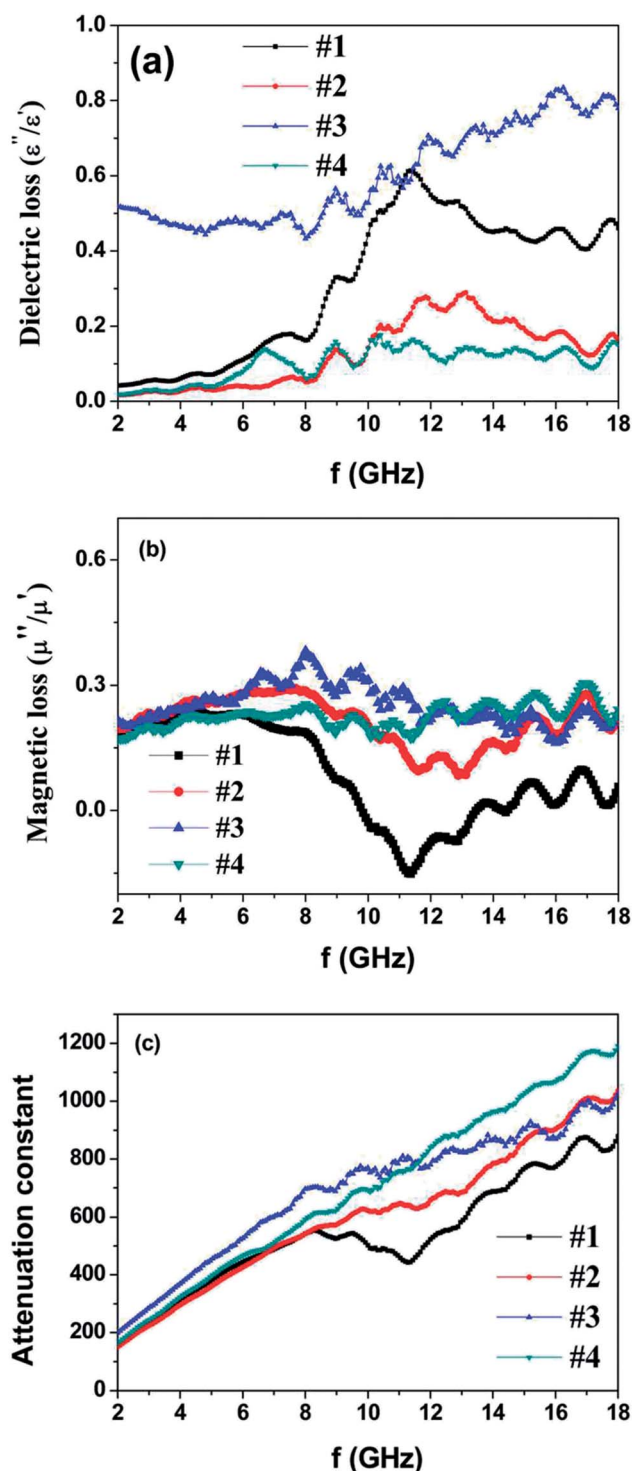 (a)
#1
#2
#3
#4
Dielectric loss (ε''/ε')
1.0
0.8
0.6
0.4
0.2
0.0
2 4 6 8 10 12 14 16 18
f (GHz)
(b)
Magnetic loss (μ''/μ')
0.6
0.3
0.0
#1
#2
#3
#4
2 4 6 8 10 12 14 16 18
f (GHz)
(c)
Attenuation constant
1200
1000
800
600
400
200
0
#1
#2
#3
#4
2 4 6 8 10 12 14 16 18
f (GHz)